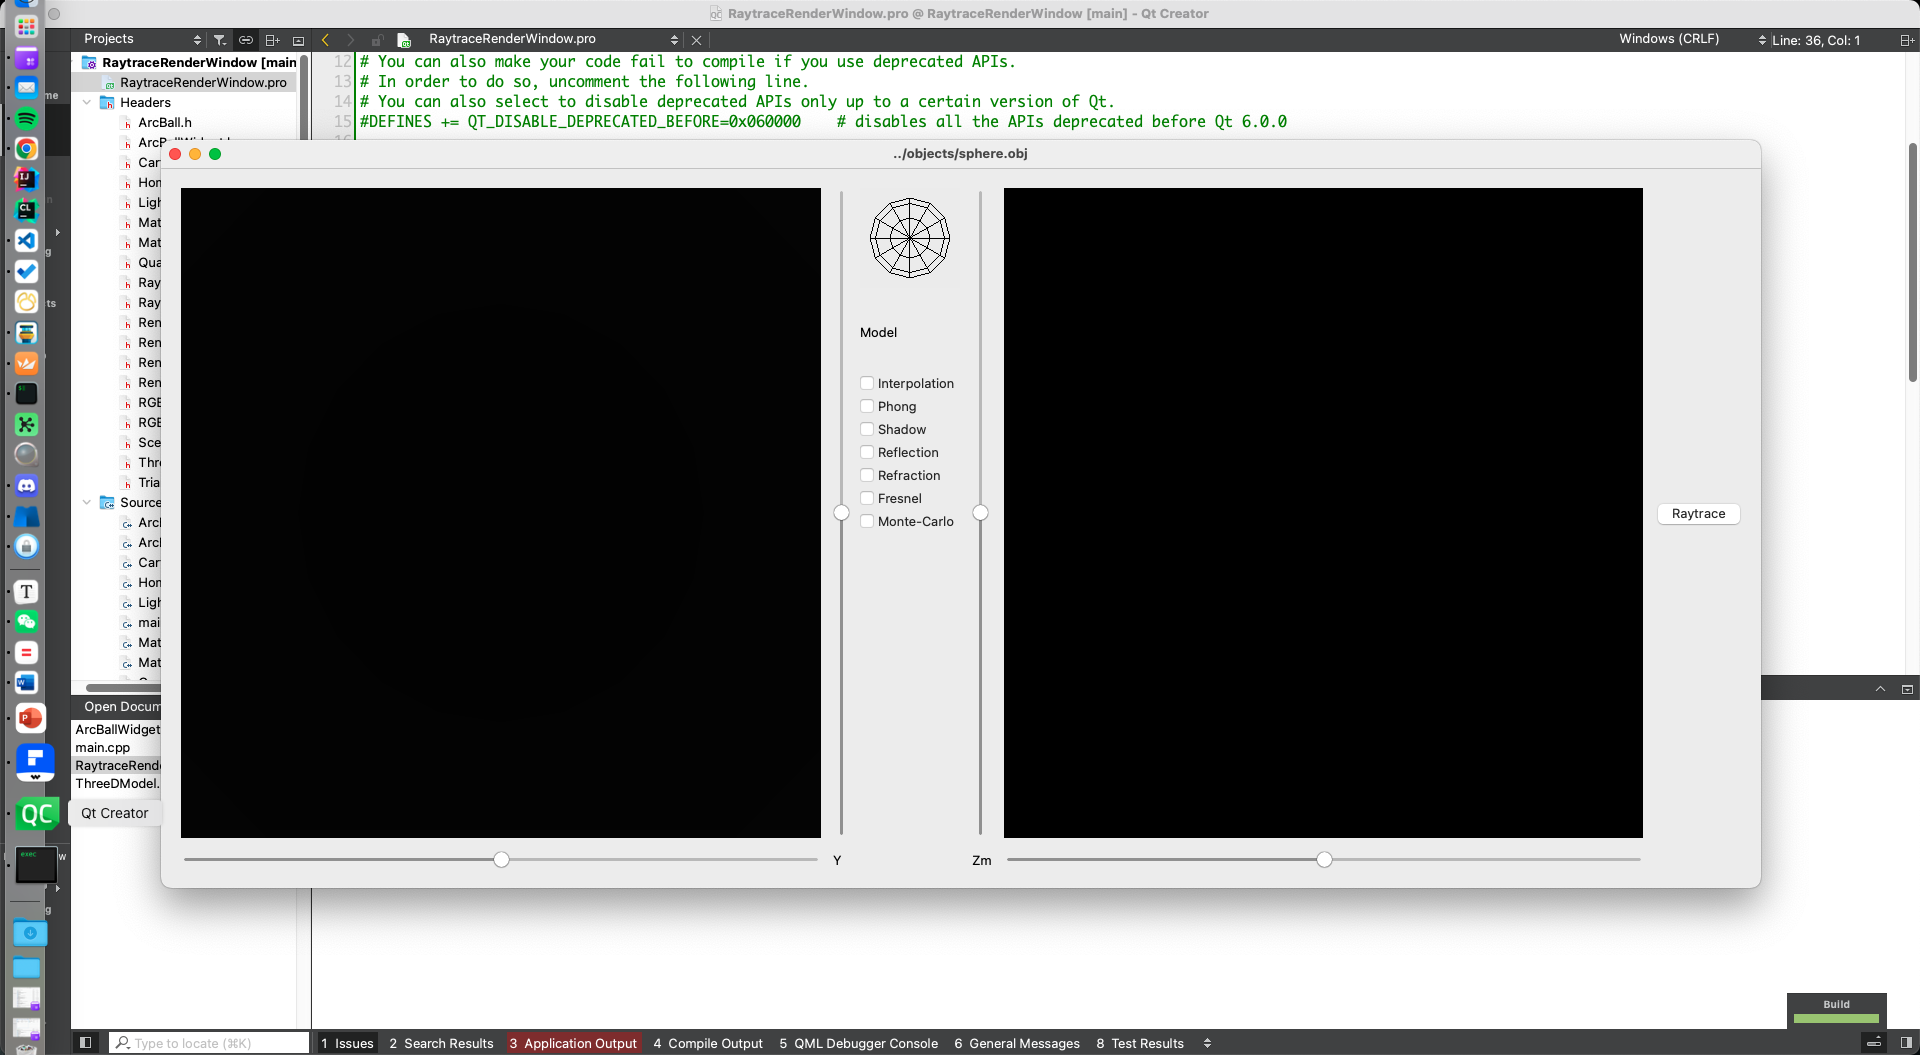 RaytraceRenderWindow.pro @ RaytraceRenderWindow [main] - Qt Creator
Projects
RaytraceRenderWindow.pro
Windows (CRLF)
Line: 36, Col: 1
RaytraceRenderWindow [main
RaytraceRenderWindow.pro
Headers
ArcBall.h
Car
Hor
Ligh
Mat
Mat
Qua
Ray
Ray
Ren
Ren
Ren
Ren
RGE
RGE
Sce
Thr
Tria
Source
Arcl
Arcl
Car
Hor
Ligh
mai
Mat
Mat
12 # You can also make your code fail to compile if you use deprecated APIs.
13 # In order to do so, uncomment the following line.
14 # You can also select to disable deprecated APIs only up to a certain version of Qt.
15 #DEFINES += QT_DISABLE_DEPRECATED_BEFORE=0x060000    # disables all the APIs deprecated before Qt 6.0.0
../objects/sphere.obj
Model
Interpolation
Phong
Shadow
Reflection
Refraction
Fresnel
Monte-Carlo
Raytrace
Y
Zm
Open Docum
ArcBallWidget
main.cpp
RaytraceRende
ThreeDModel.
Qt Creator
Build
Type to locate (⌘K)
1 Issues
2 Search Results
3 Application Output
4 Compile Output
5 QML Debugger Console
6 General Messages
8 Test Results